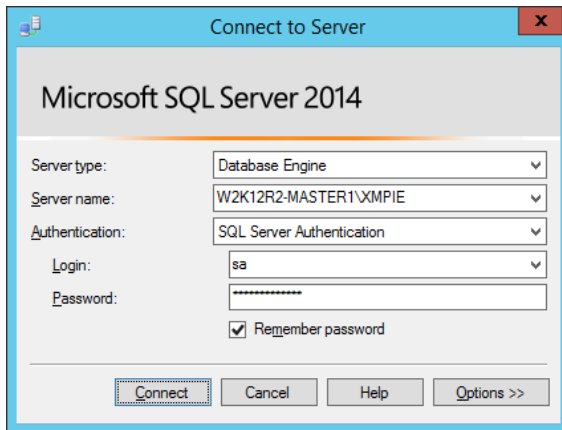 Connect to Server
x
Microsoft SQL Server 2014
Server type: Database Engine
Server name: W2K12R2-MASTER1\XMPIE
Authentication: SQL Server Authentication
Login: sa
Password: *************
Remember password
Connect Cancel Help Options >>